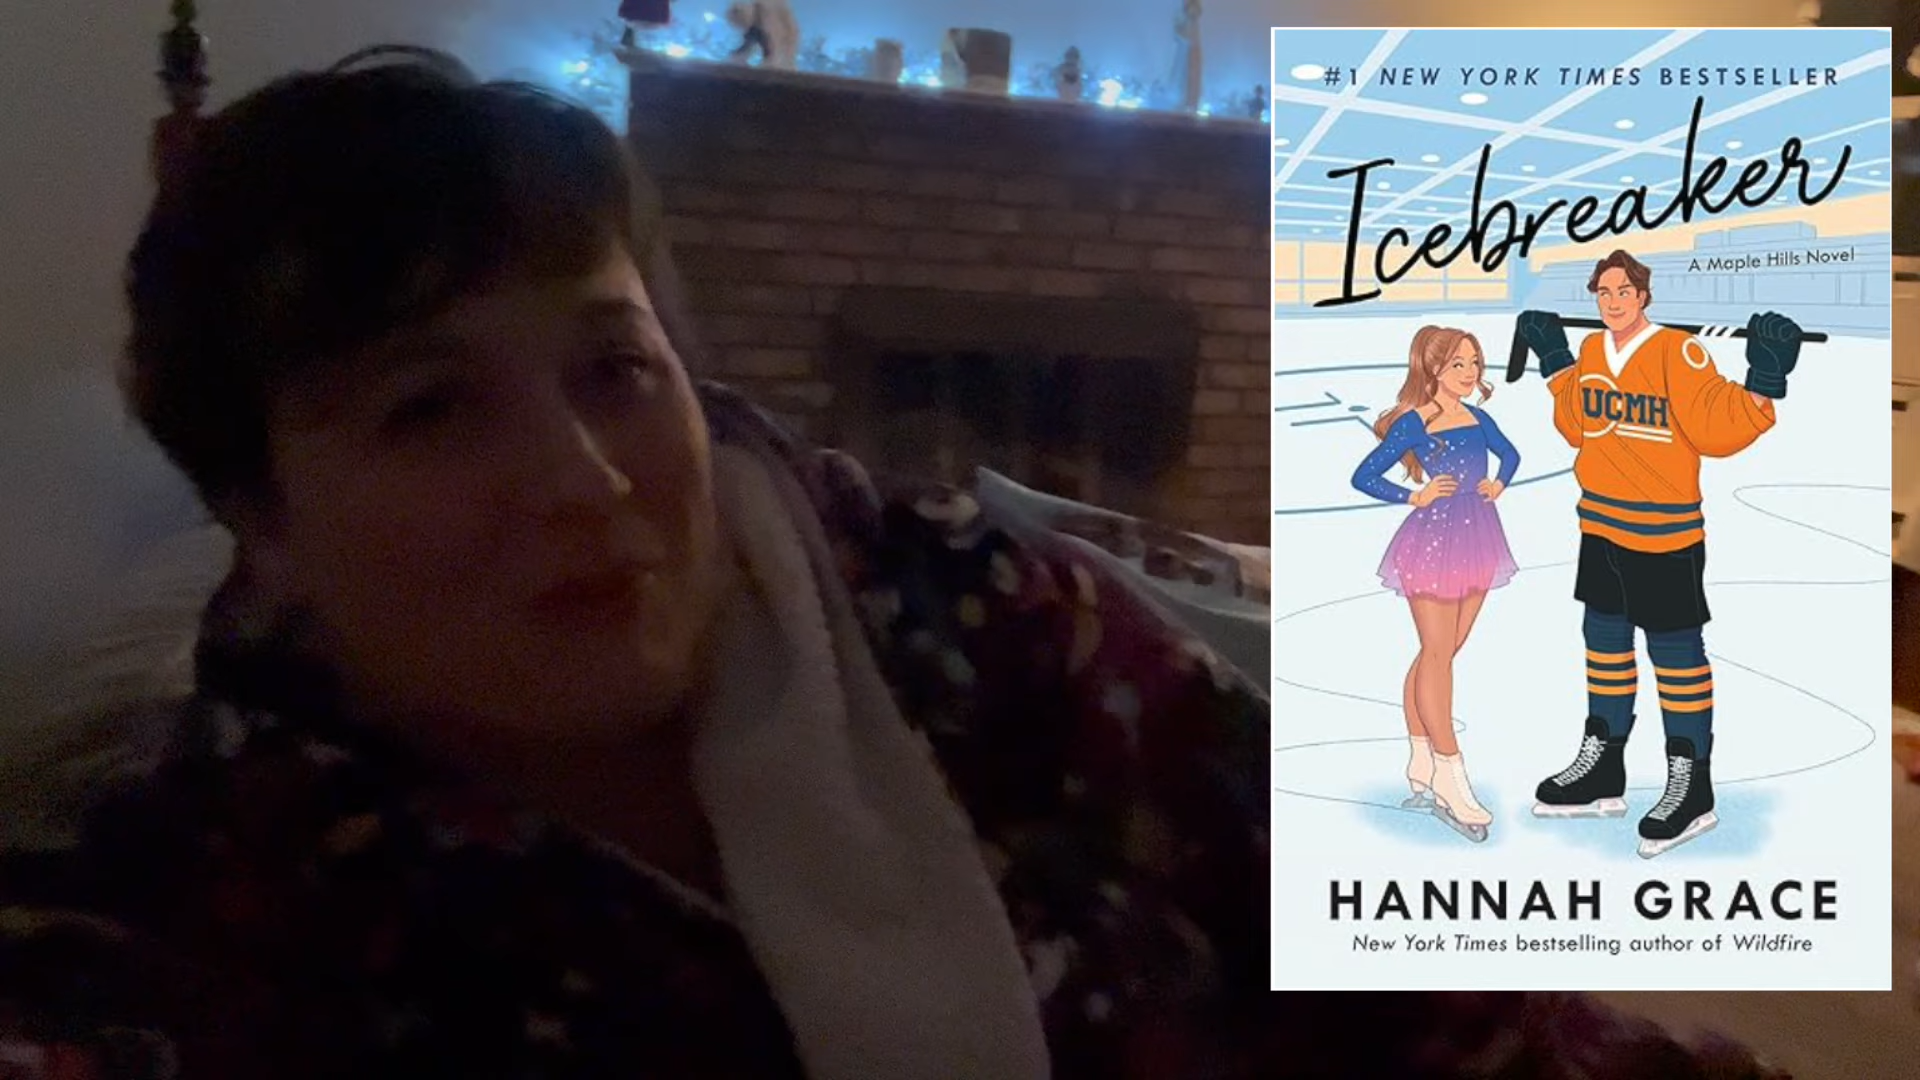 #1 NEW YORK TIMES BESTSELLER
Icebreaker
A Maple Hills Novel
UCMH
HANNAH GRACE
New York Times bestselling author of Wildfire